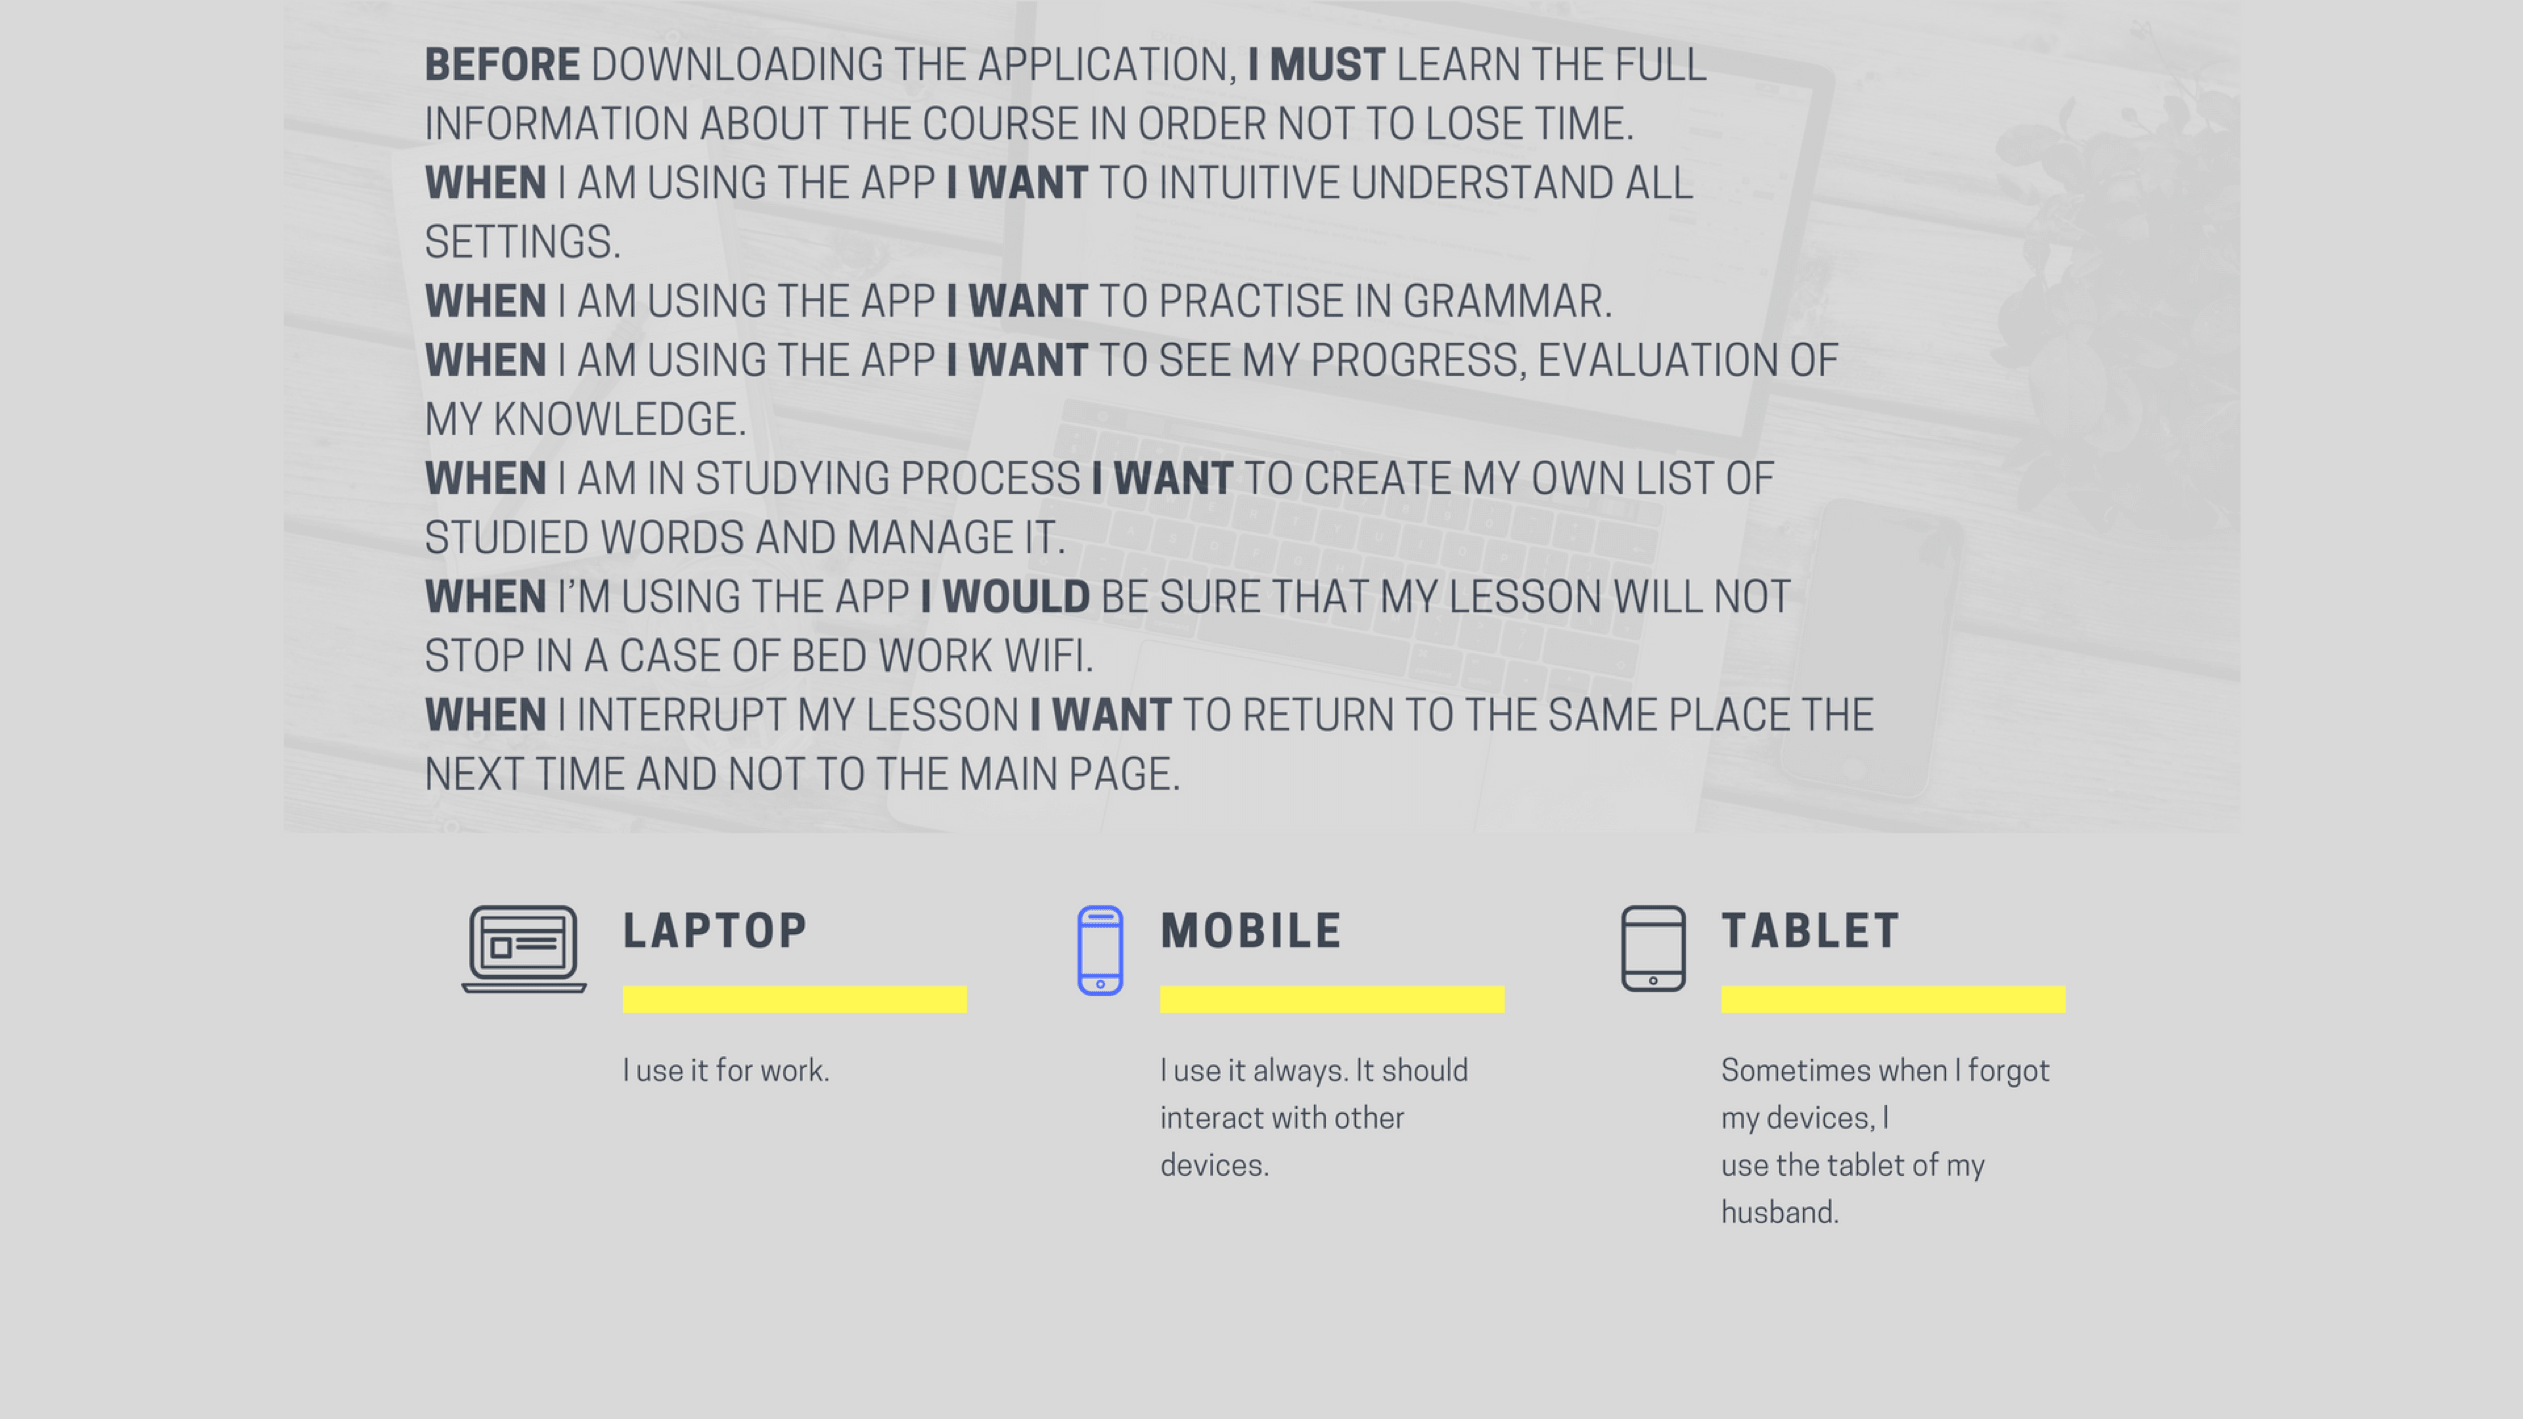 BEFORE DOWNLOADING THE APPLICATION, I MUST LEARN THE FULL
INFORMATION ABOUT THE COURSE IN ORDER NOT TO LOSE TIME.
WHEN I AM USING THE APP I WANT TO INTUITIVE UNDERSTAND ALL
SETTINGS.
WHEN I AM USING THE APP I WANT TO PRACTISE IN GRAMMAR.
WHEN I AM USING THE APP I WANT TO SEE MY PROGRESS, EVALUATION OF
MY KNOWLEDGE.
WHEN I AM IN STUDYING PROCESS I WANT TO CREATE MY OWN LIST OF
STUDIED WORDS AND MANAGE IT.
WHEN I’M USING THE APP I WOULD BE SURE THAT MY LESSON WILL NOT
STOP IN A CASE OF BED WORK WIFI.
WHEN I INTERRUPT MY LESSON I WANT TO RETURN TO THE SAME PLACE THE
NEXT TIME AND NOT TO THE MAIN PAGE.
LAPTOP
I use it for work.
MOBILE
I use it always. It should
interact with other
devices.
TABLET
Sometimes when I forgot
my devices, I
use the tablet of my
husband.